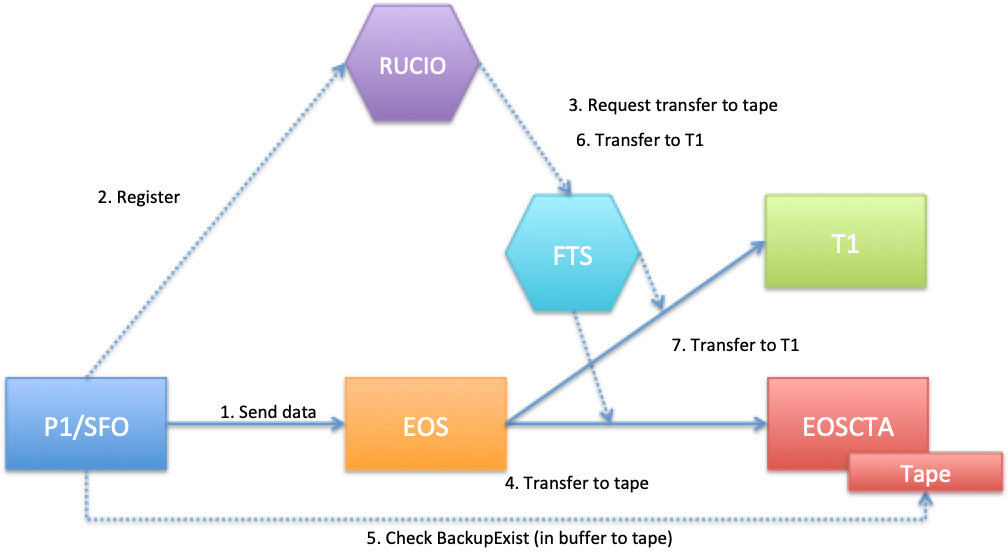 RUCIO
3. Request transfer to tape
6. Transfer to T1
2. Register
T1
FTS
7. Transfer to T1
P1/SFO
1. Send data
EOS
EOSCTA
Tape
4. Transfer to tape
5. Check BackupExist (in buffer to tape)